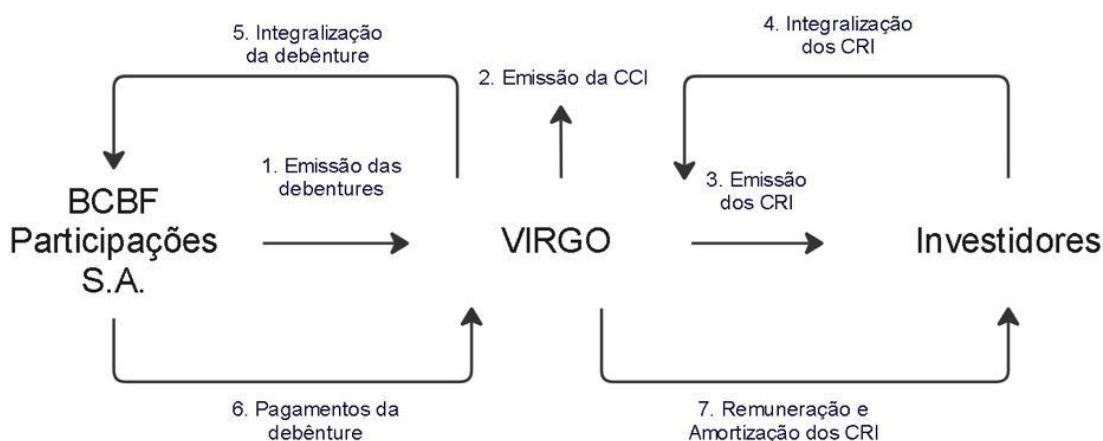 5. Integralização
da debênture
4. Integralização
dos CRI
2. Emissão da CCI
1. Emissão das
debentures
3. Emissão
dos CRI
BCBF
Participações
S.A.
VIRGO
Investidores
6. Pagamentos da
debênture
7. Remuneração e
Amortização dos CRI